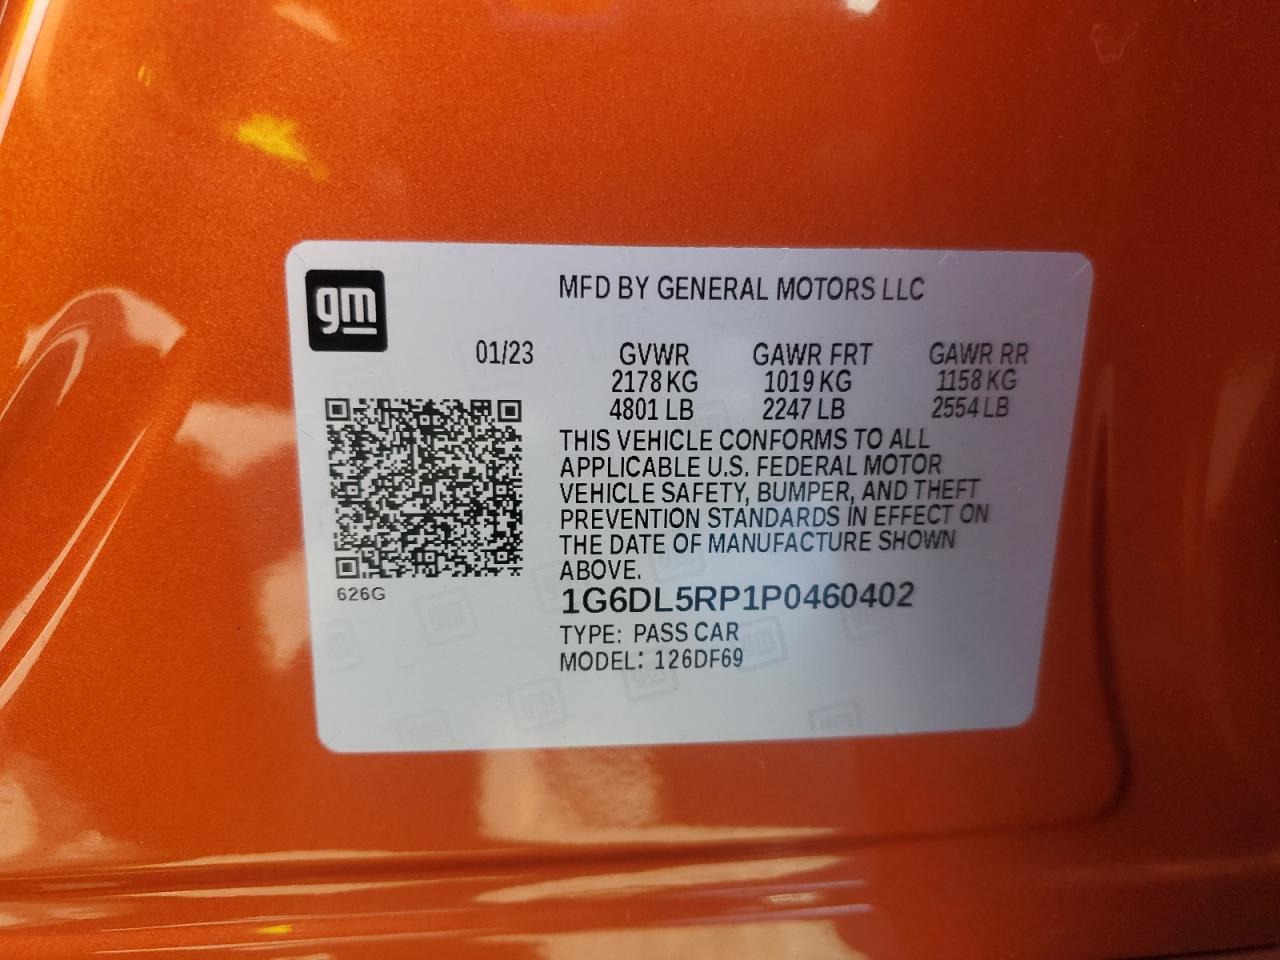 gm
MFD BY GENERAL MOTORS LLC
01/23 GVWR GAWR FRT GAWR RR
2178 KG 1019 KG 1158 KG
4801 LB 2247 LB 2554 LB
THIS VEHICLE CONFORMS TO ALL
APPLICABLE U.S. FEDERAL MOTOR
VEHICLE SAFETY, BUMPER, AND THEFT
PREVENTION STANDARDS IN EFFECT ON
THE DATE OF MANUFACTURE SHOWN
ABOVE.
626G
1G6DL5RP1P0460402
TYPE: PASS CAR
MODEL: 126DF69